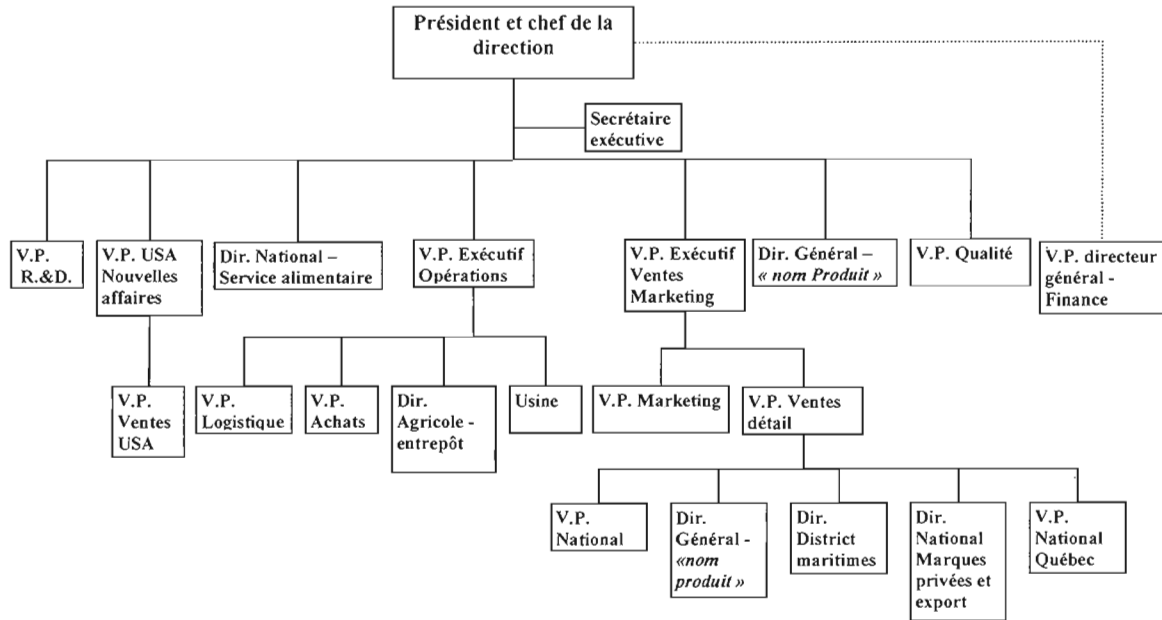 Président et chef de la
direction
Secrétaire
exécutive
V.P.
R.&D.
V.P. USA
Nouvelles
affaires
Dir. National –
Service alimentaire
V.P. Exécutif
Opérations
V.P. Exécutif
Ventes
Marketing
Dir. Général –
« nom Produit »
V.P. Qualité
V.P. directeur
général -
Finance
V.P.
Ventes
USA
V.P.
Logistique
V.P.
Achats
Dir.
Agricole -
entrepôt
Usine
V.P. Marketing
V.P. Ventes
détail
V.P.
National
Dir.
Général -
«nom
produit »
Dir.
District
maritimes
Dir.
National
Marques
privées et
export
V.P.
National
Québec